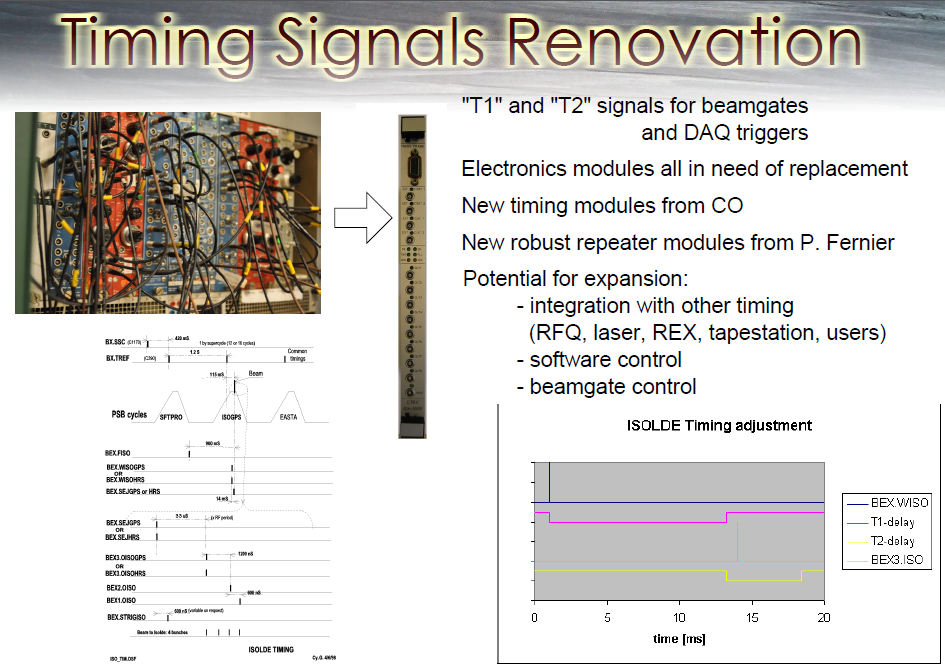 Timing Signals Renovation
"T1" and "T2" signals for beamgates
and DAQ triggers
Electronics modules all in need of replacement
New timing modules from CO
New robust repeater modules from P. Fernier
Potential for expansion:
- integration with other timing
(RFQ, laser, REX, tapestation, users)
- software control
- beamgate control
BX.SSC (C1173)
420 mS
1 by supercycle (12 or 16 cycles)
BX.TREF (C290)
1.2 S
Common
timings
115 mS
Beam
PSB cycles
SFTPRO
ISOGPS
EASTA
960 mS
BEX.FISO
BEX.WISOGPS
OR
BEX.WISOHRS
BEX.SEJGPS or HRS
14 mS
3-5 uS
(x RF period)
BEX.SEJGPS
OR
BEX.SEJHRS
BEX3.OISOGPS
1200 nS
OR
BEX3.OISOHRS
BEX2.OISO
600 nS
BEX1.OISO
600 nS (variable on request)
BEX.STRIGISO
Beam to Isolde: 4 bunches
ISOLDE TIMING
ISO_TIM.DSF
Cy.G. 4/6/98
ISOLDE Timing adjustment
BEX.WISO
T1-delay
T2-delay
BEX3.ISO
0
5
10
15
20
time [ms]